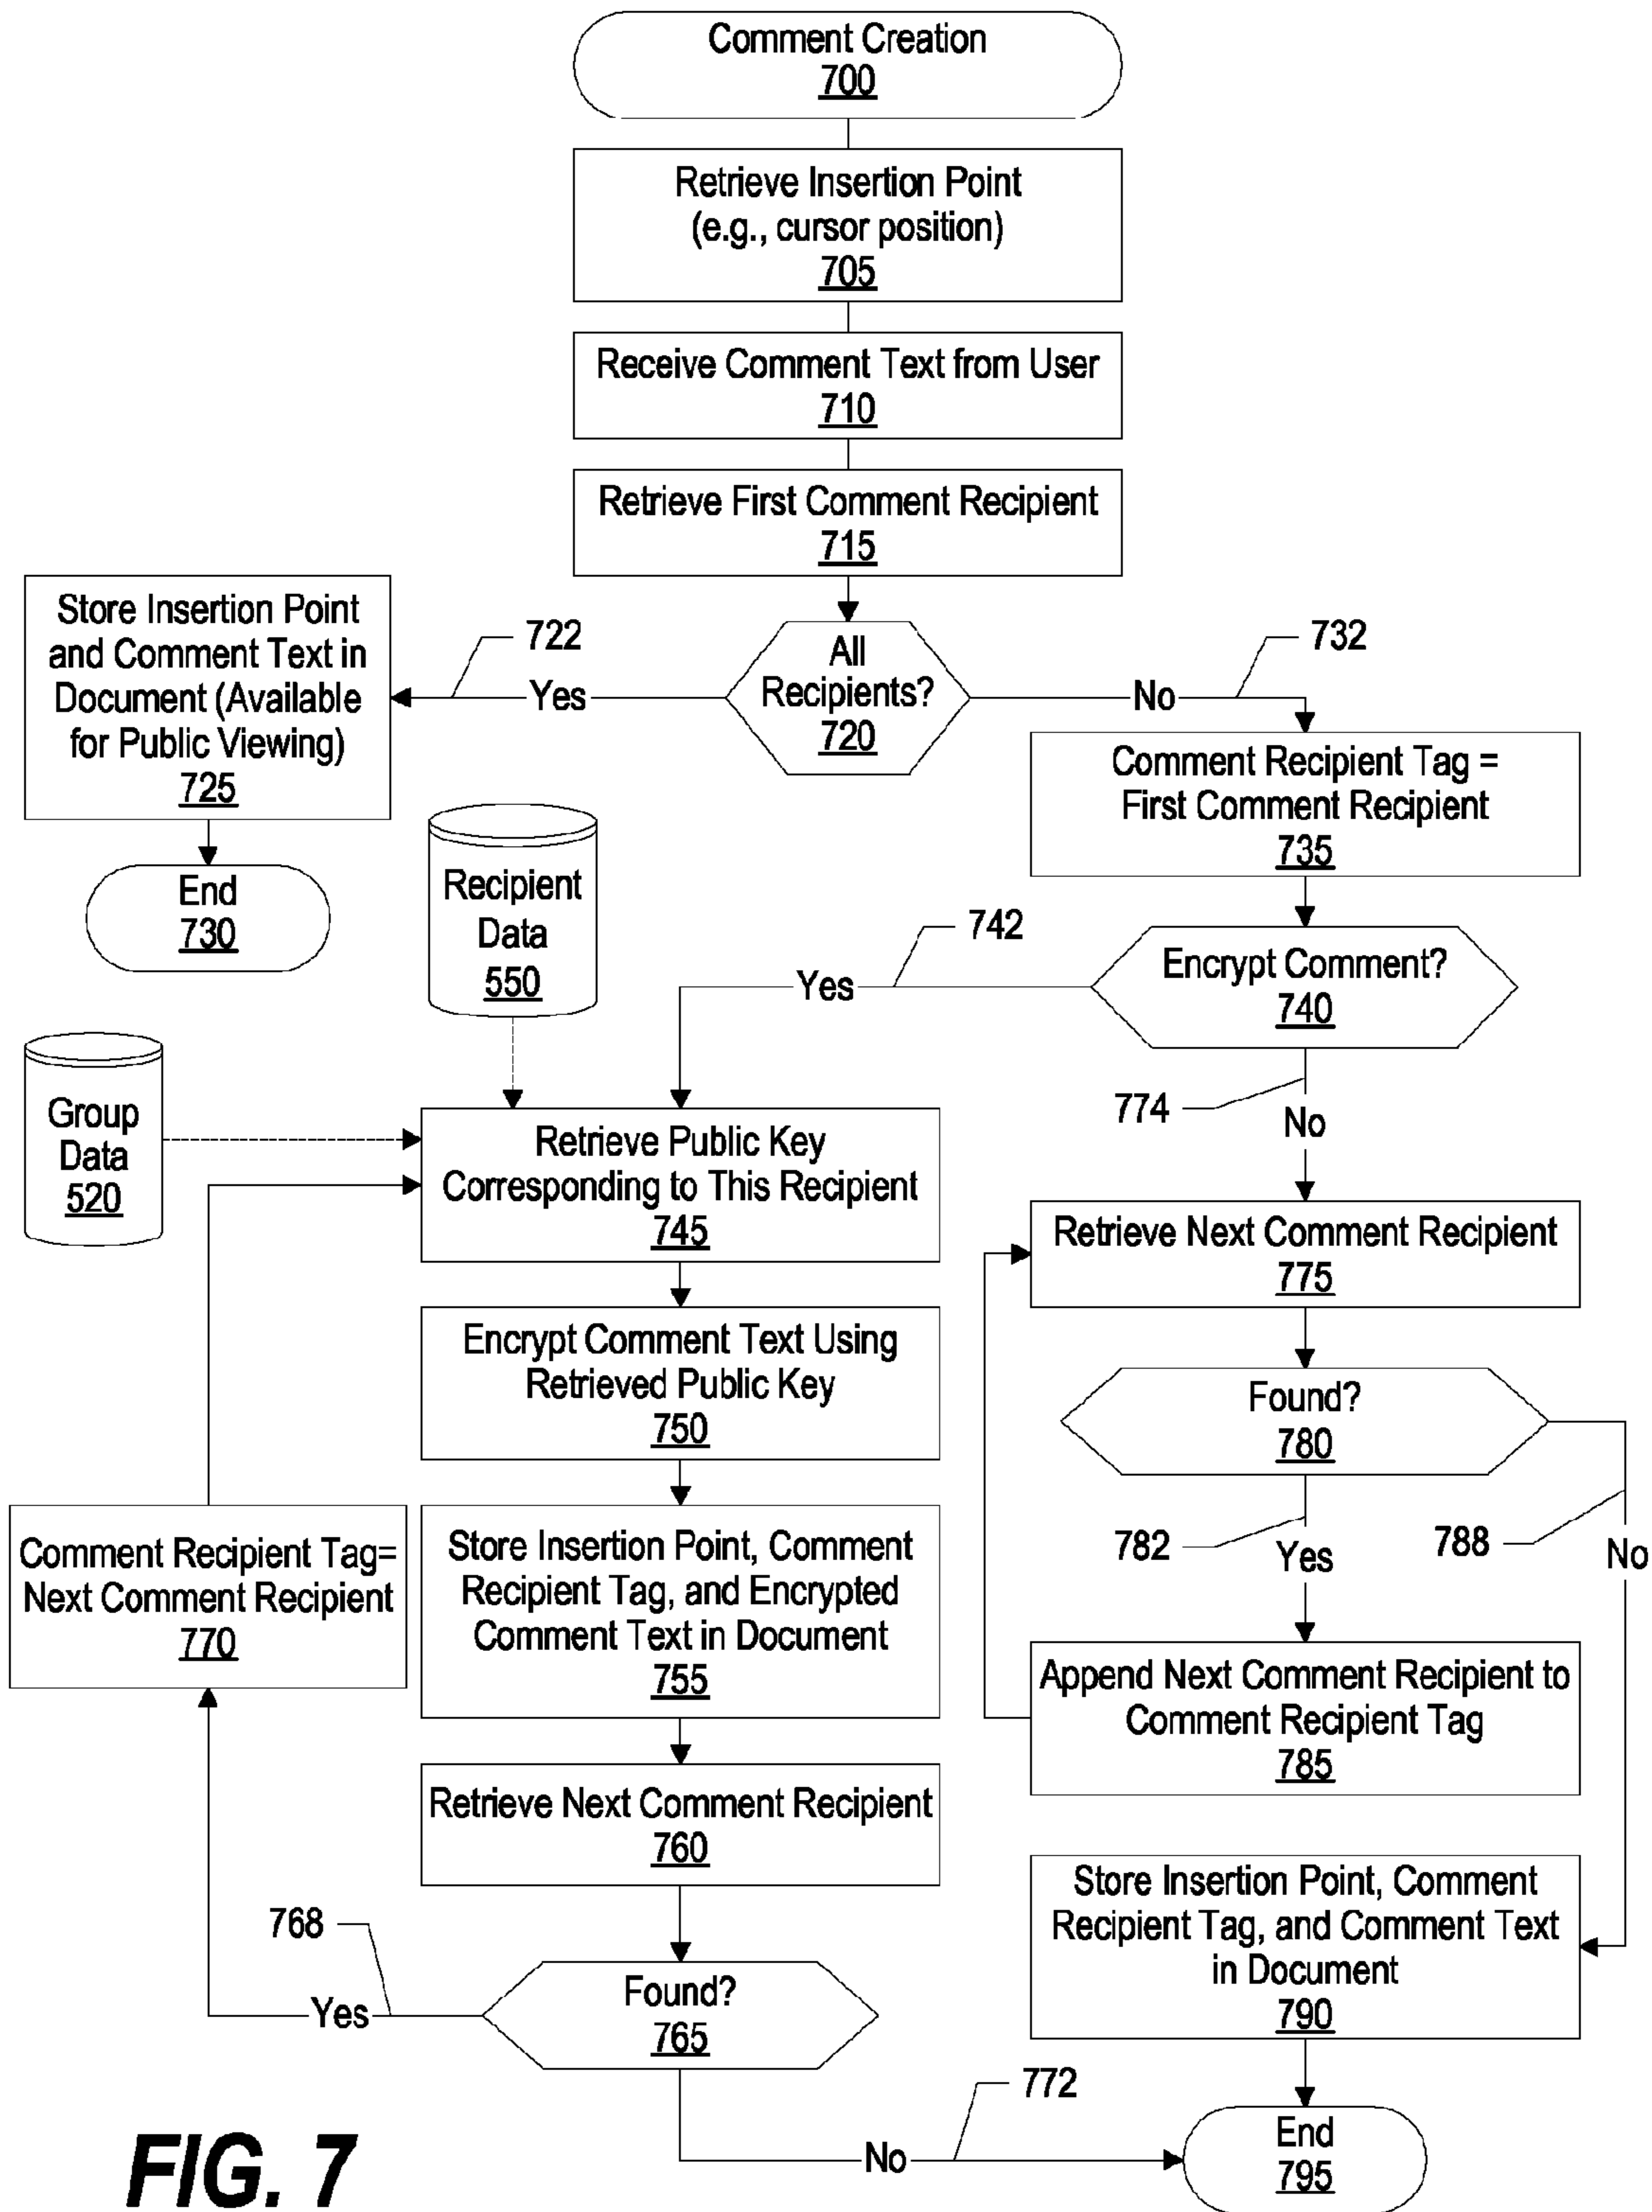 Comment Creation
700
Retrieve Insertion Point
(e.g., cursor position)
705
Receive Comment Text from User
710
Retrieve First Comment Recipient
715
All
Recipients?
720
722
Yes
Store Insertion Point
and Comment Text in
Document (Available
for Public Viewing)
725
End
730
732
No
Comment Recipient Tag =
First Comment Recipient
735
Encrypt Comment?
740
742
Yes
Recipient
Data
550
Group
Data
520
Retrieve Public Key
Corresponding to This Recipient
745
Encrypt Comment Text Using
Retrieved Public Key
750
Store Insertion Point, Comment
Recipient Tag, and Encrypted
Comment Text in Document
755
Retrieve Next Comment Recipient
760
Found?
765
768
Yes
Comment Recipient Tag=
Next Comment Recipient
770
772
No
774
No
Retrieve Next Comment Recipient
775
Found?
780
782
Yes
Append Next Comment Recipient to
Comment Recipient Tag
785
788
No
Store Insertion Point, Comment
Recipient Tag, and Comment Text
in Document
790
End
795
FIG. 7